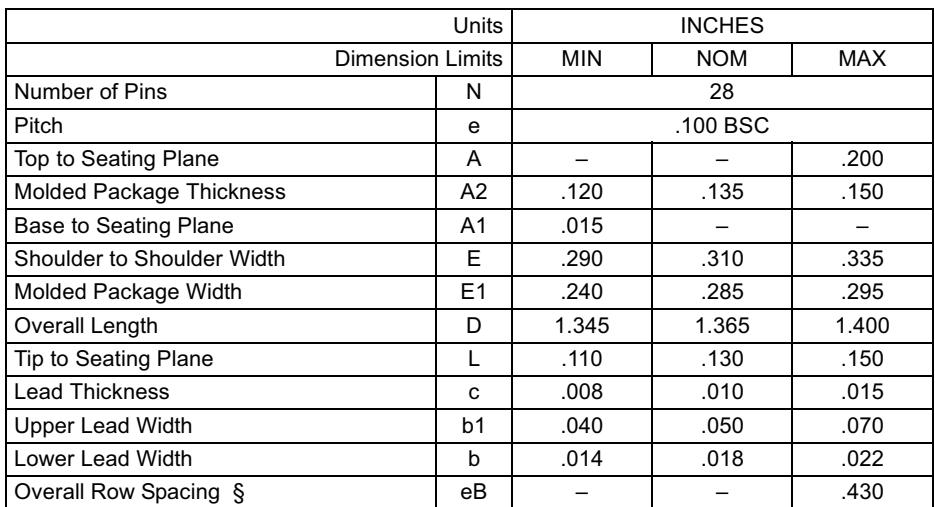 Units INCHES
Dimension Limits MIN NOM MAX
Number of Pins N 28
Pitch e .100 BSC
Top to Seating Plane A – – .200
Molded Package Thickness A2 .120 .135 .150
Base to Seating Plane A1 .015 – –
Shoulder to Shoulder Width E .290 .310 .335
Molded Package Width E1 .240 .285 .295
Overall Length D 1.345 1.365 1.400
Tip to Seating Plane L .110 .130 .150
Lead Thickness c .008 .010 .015
Upper Lead Width b1 .040 .050 .070
Lower Lead Width b .014 .018 .022
Overall Row Spacing § eB – – .430